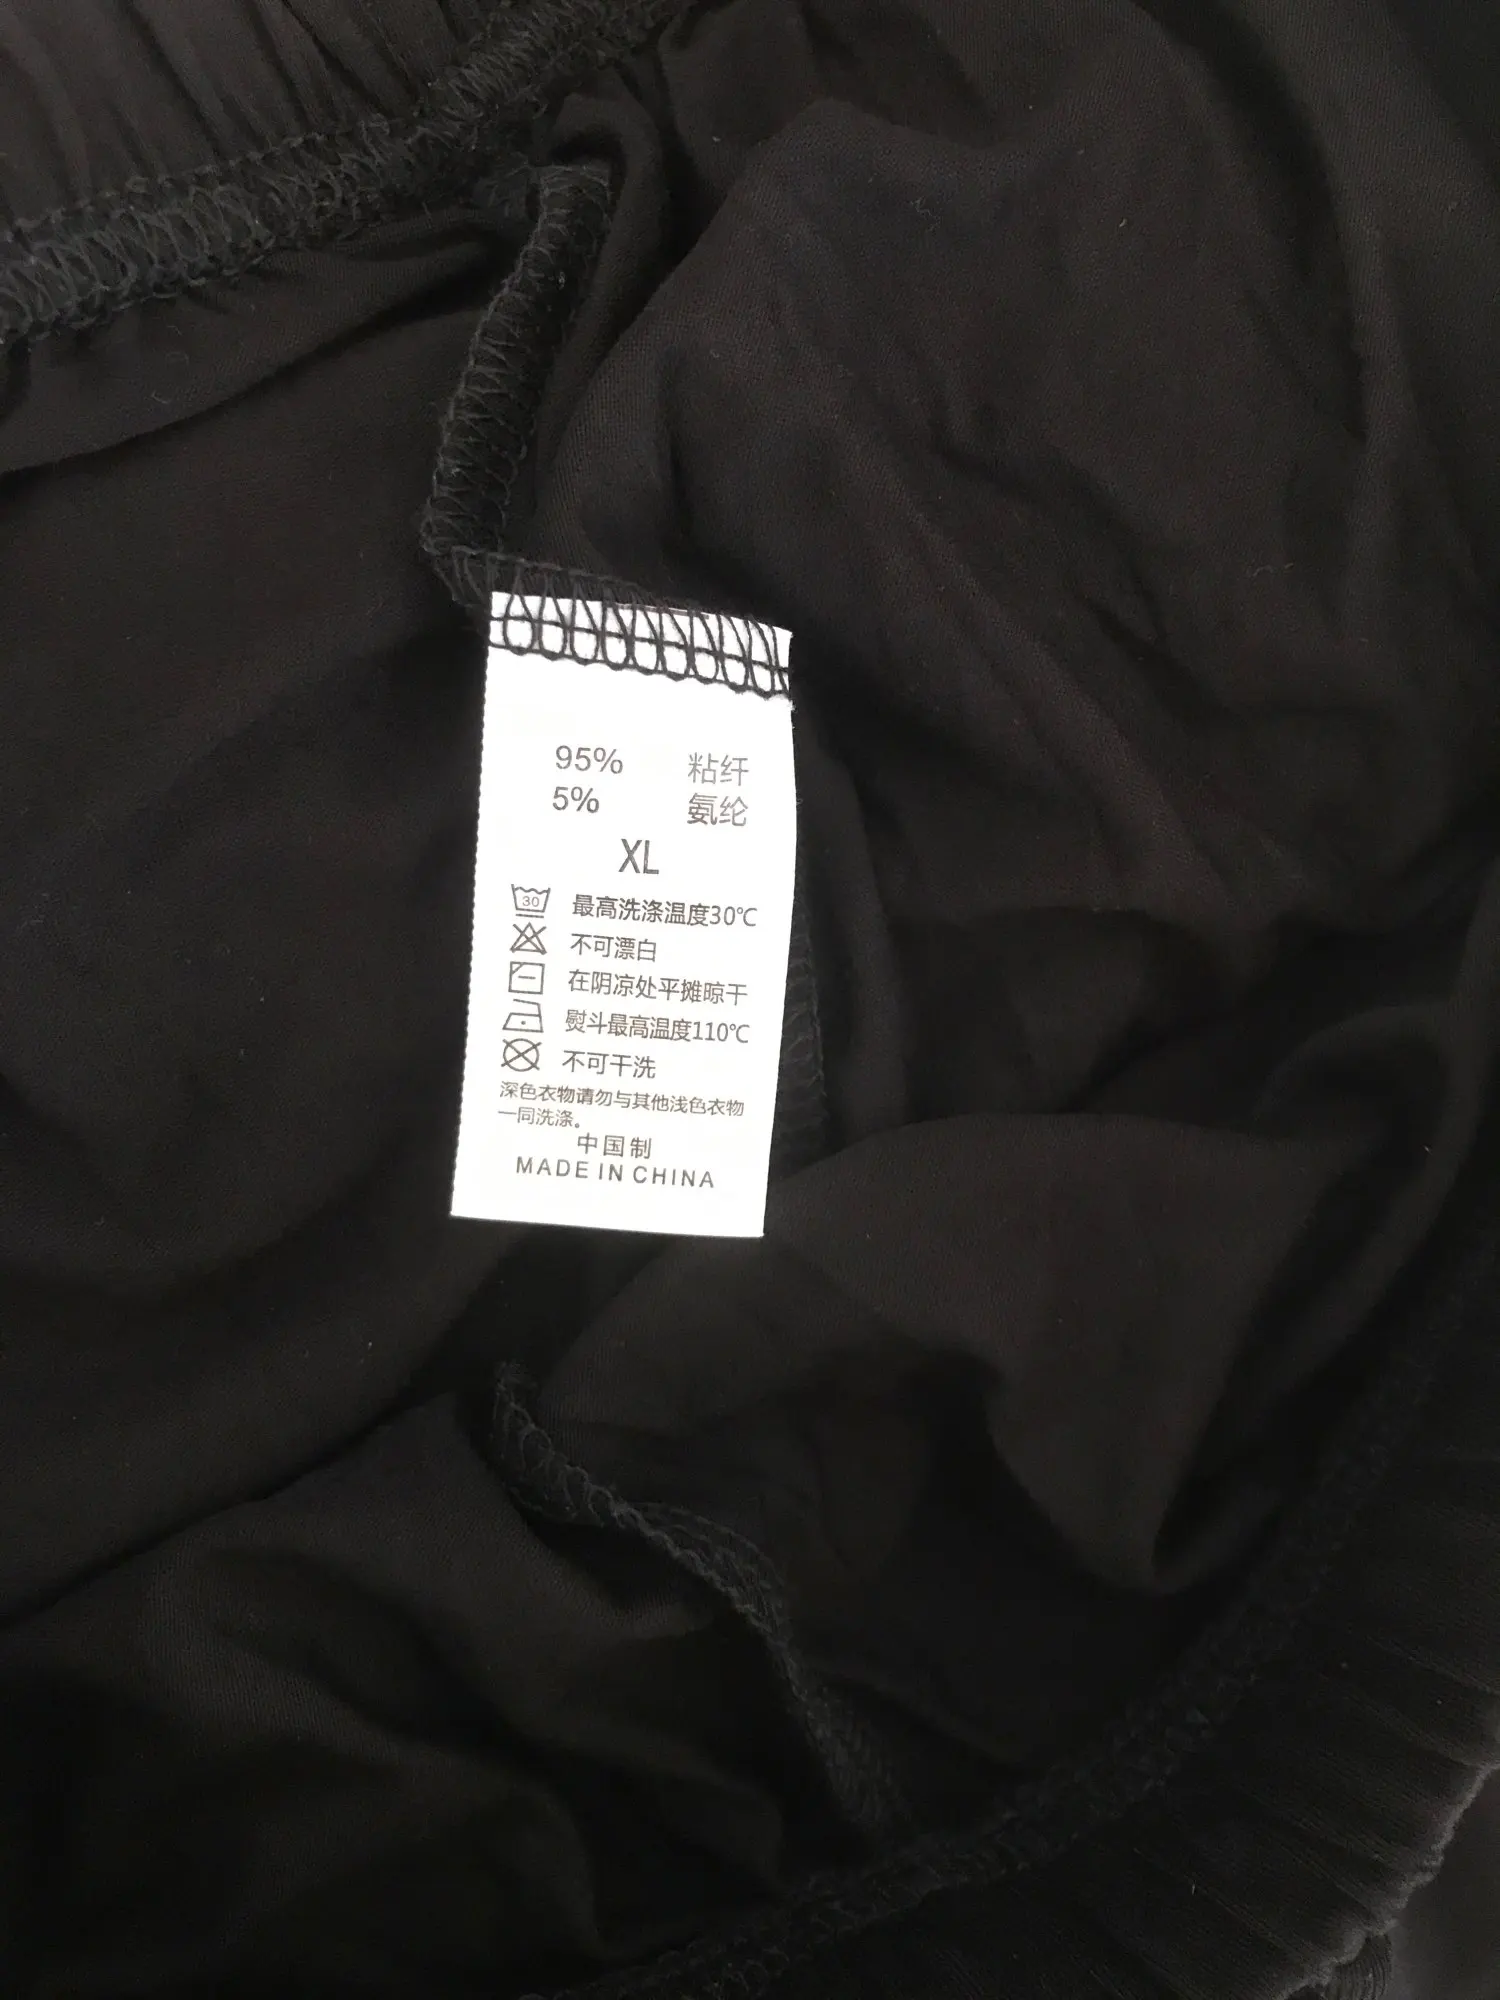 95% 粘纤
5% 氨纶
XL
30 最高洗涤温度30℃
不可漂白
在阴凉处平摊晾干
熨斗最高温度110℃
不可干洗
深色衣物请勿与其他浅色衣物
一同洗涤。
中国制
MADE IN CHINA